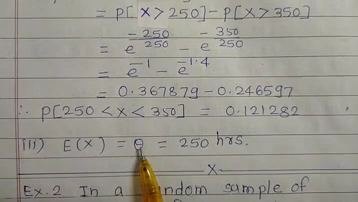 = P[X>250]-P[X>350]
= e^(-250/250) - e^(-350/250)
= e^-1 - e^-1.4
= 0.367879-0.246597
∴ P[250<X<350] = 0.121282
iii) E(X) = θ = 250 hrs.
X
Ex.2 In a random sample of